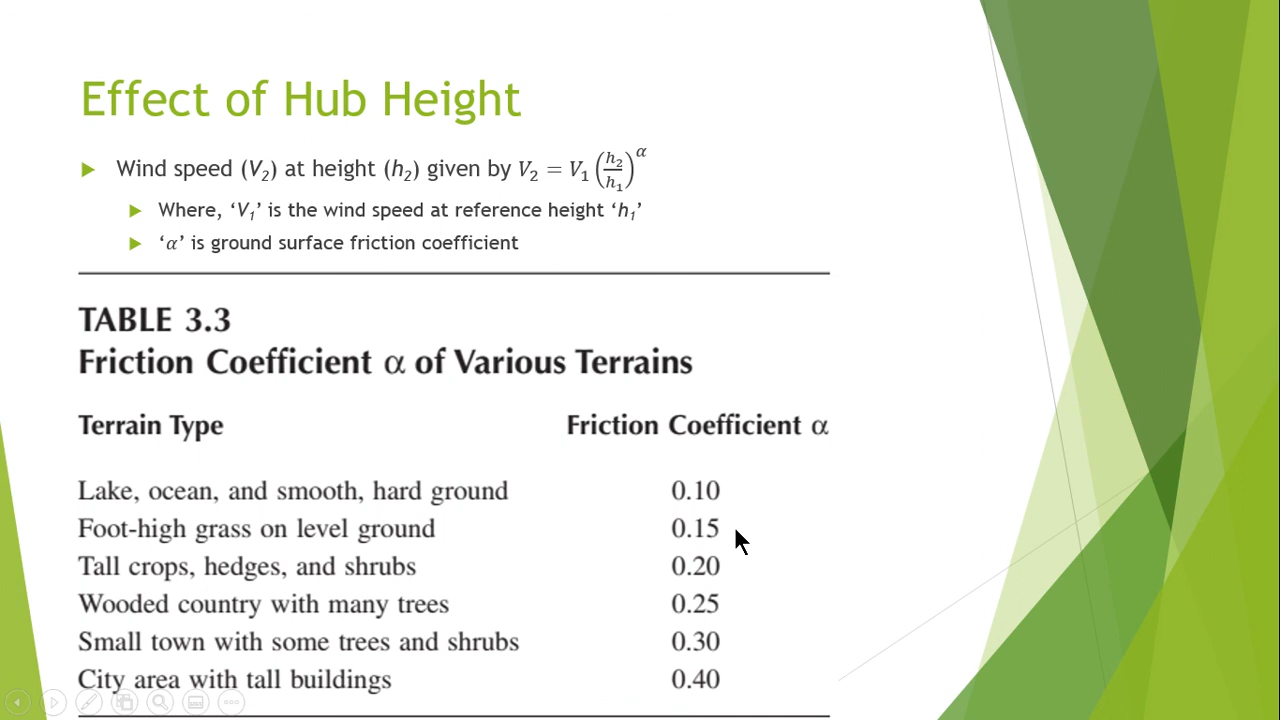 Effect of Hub Height
Wind speed (V₂) at height (h₂) given by V₂ = V₁ (h₂/h₁)^α
Where, ‘V₁’ is the wind speed at reference height ‘h₁’
‘α’ is ground surface friction coefficient
TABLE 3.3
Friction Coefficient α of Various Terrains
Terrain Type Friction Coefficient α
Lake, ocean, and smooth, hard ground 0.10
Foot-high grass on level ground 0.15
Tall crops, hedges, and shrubs 0.20
Wooded country with many trees 0.25
Small town with some trees and shrubs 0.30
City area with tall buildings 0.40